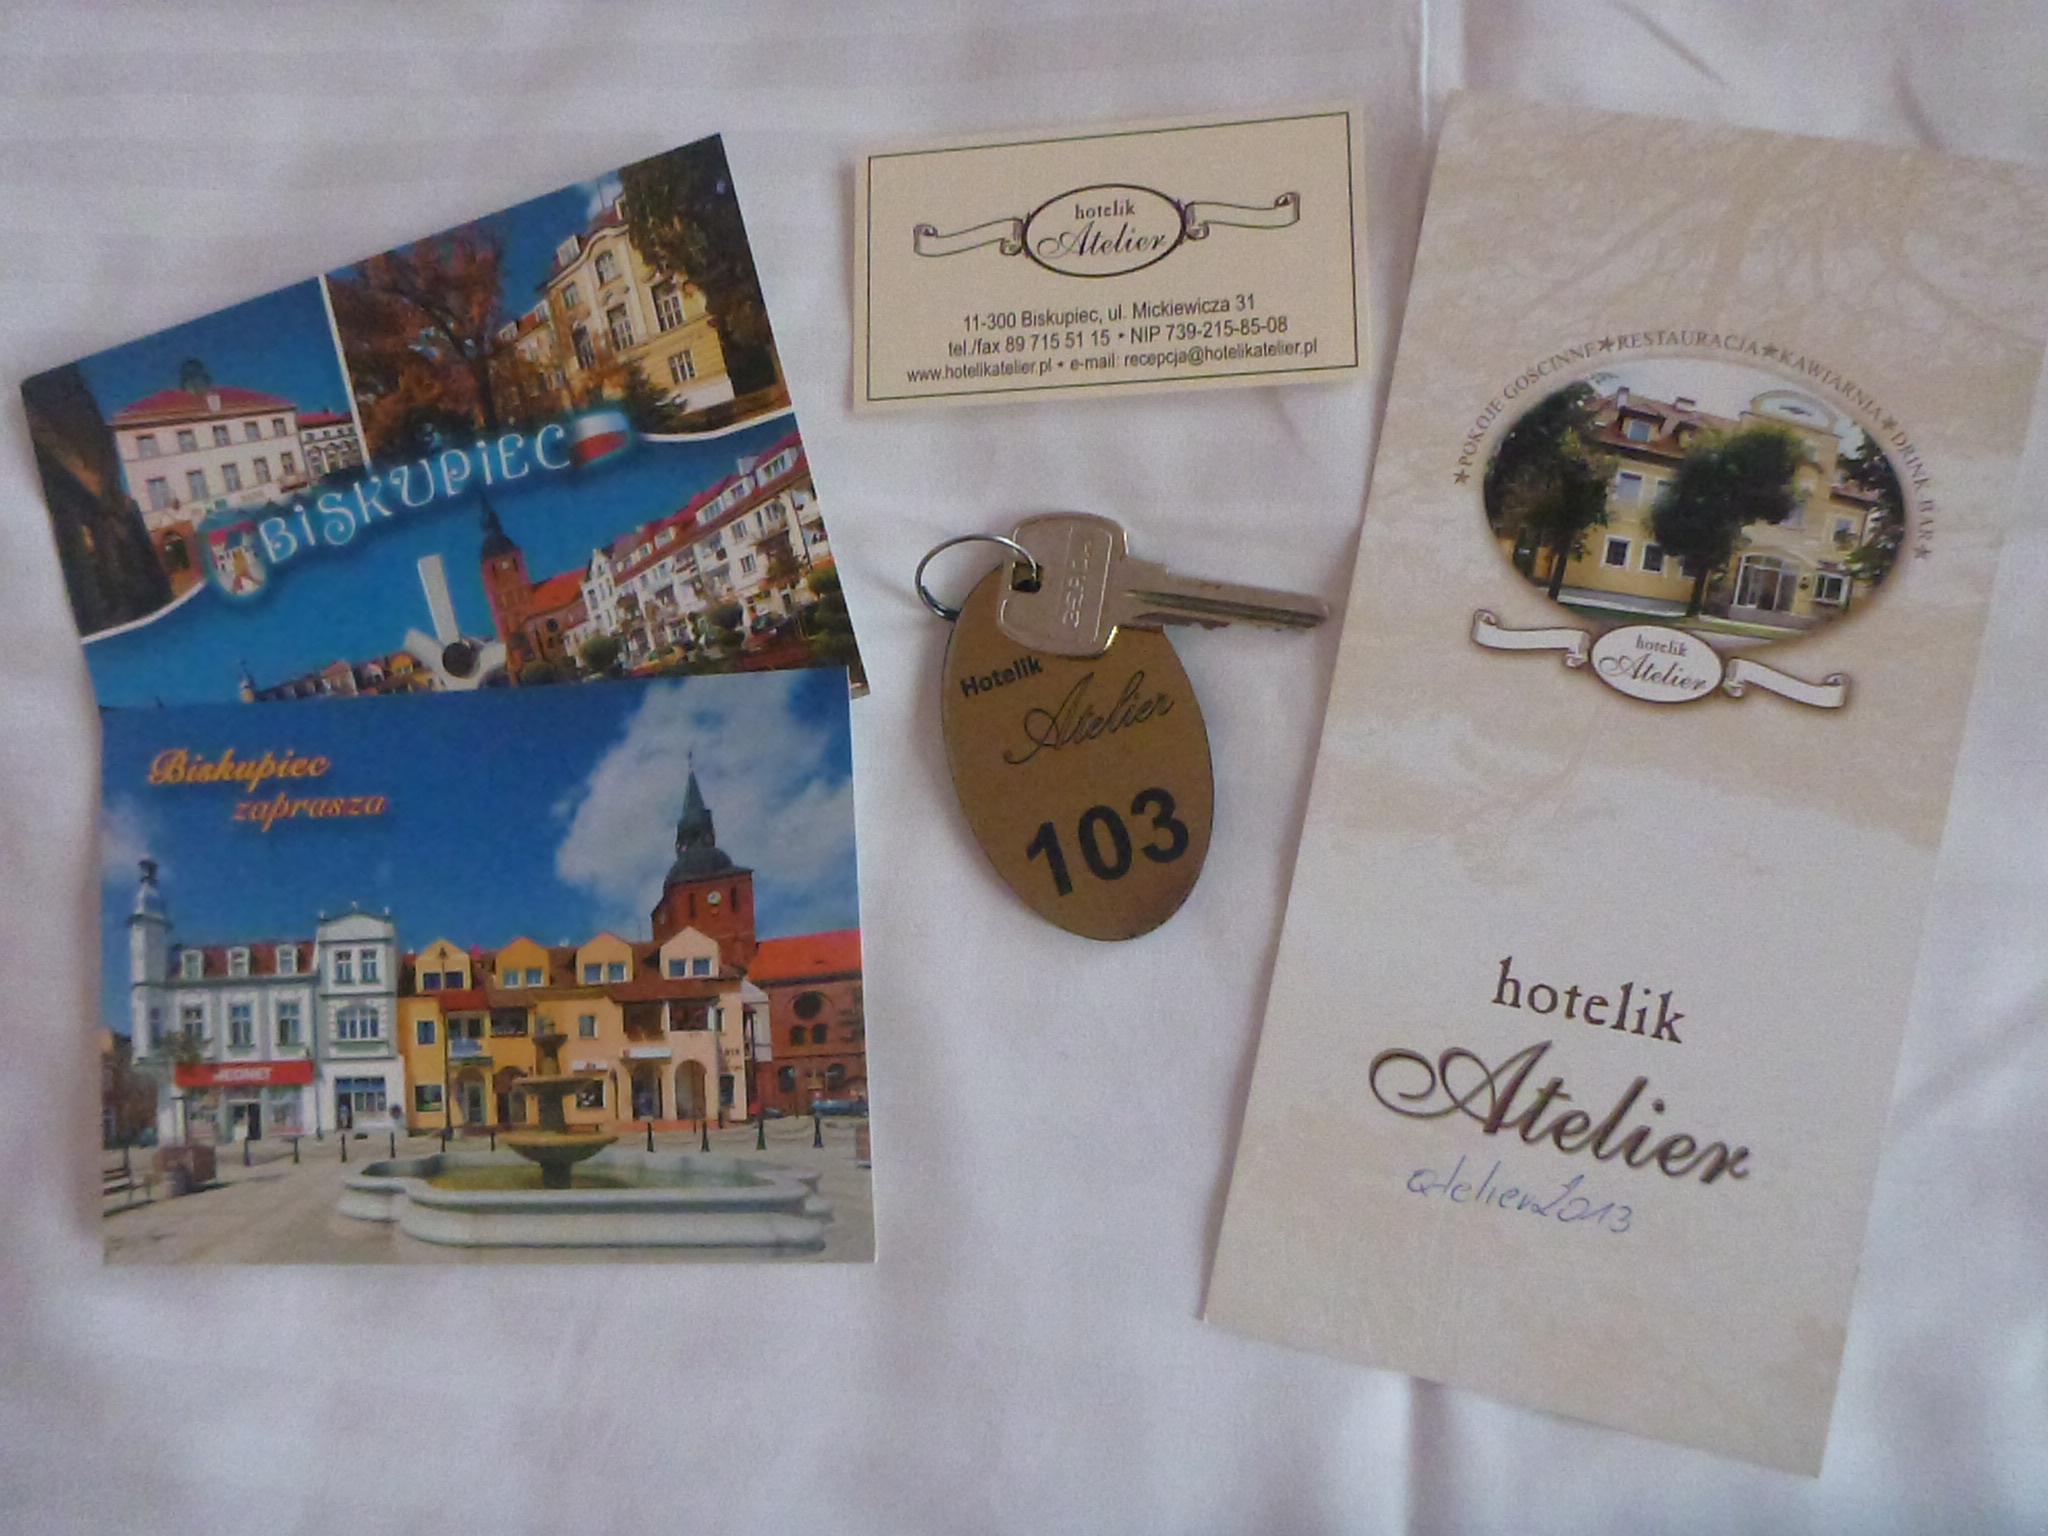 BiSKUPiEC
Biskupiec
zaprasza
JEDNET
hotelik
Atelier
11-300 Biskupiec, ul. Mickiewicza 31
tel./fax 89 715 51 15 • NIP 739-215-85-08
www.hotelikatelier.pl • e-mail: recepcja@hotelikatelier.pl
Hotelik
Atelier
103
★POKOJE GOŚCINNE★RESTAURACJA★KAWIARNIA★DRINK BAR★
hotelik
Atelier
hotelik
Atelier
atelier2013